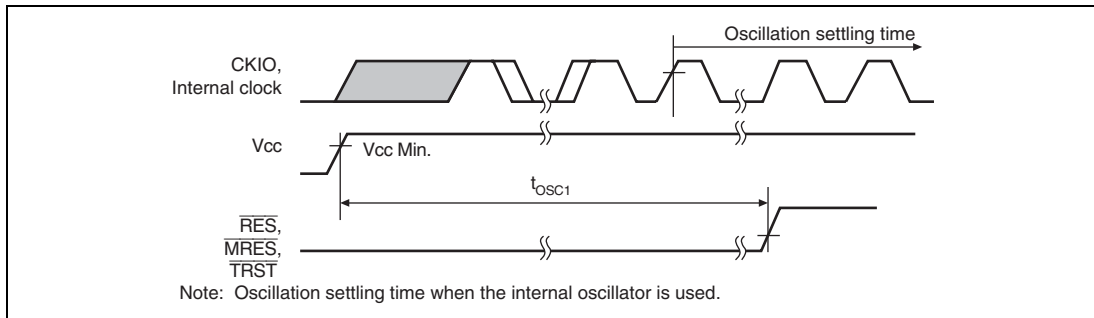 Oscillation settling time
CKIO,
Internal clock
Vcc
Vcc Min.
tOSC1
RES,
MRES,
TRST
Note: Oscillation settling time when the internal oscillator is used.